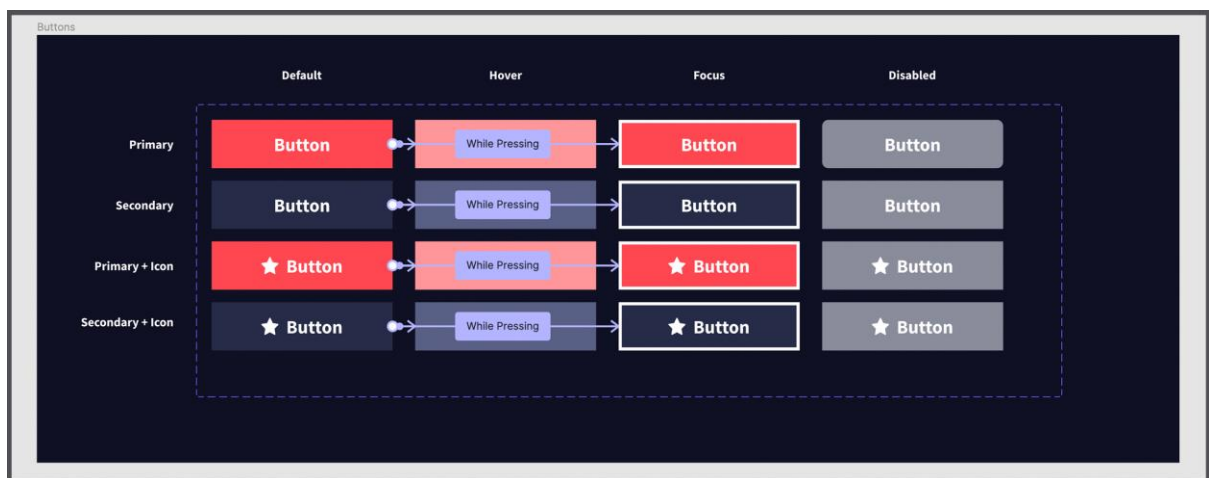 Buttons
Default Hover Focus Disabled
Primary Button While Pressing Button Button
Secondary Button While Pressing Button Button
Primary + Icon Button While Pressing Button Button
Secondary + Icon Button While Pressing Button Button